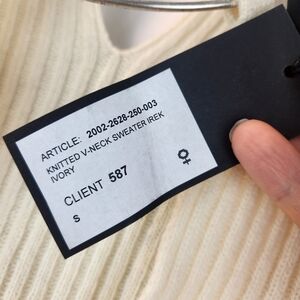 ARTICLE: 2002-2628-250-003
KNITTED V-NECK SWEATER IREK
IVORY
CLIENT 587
S